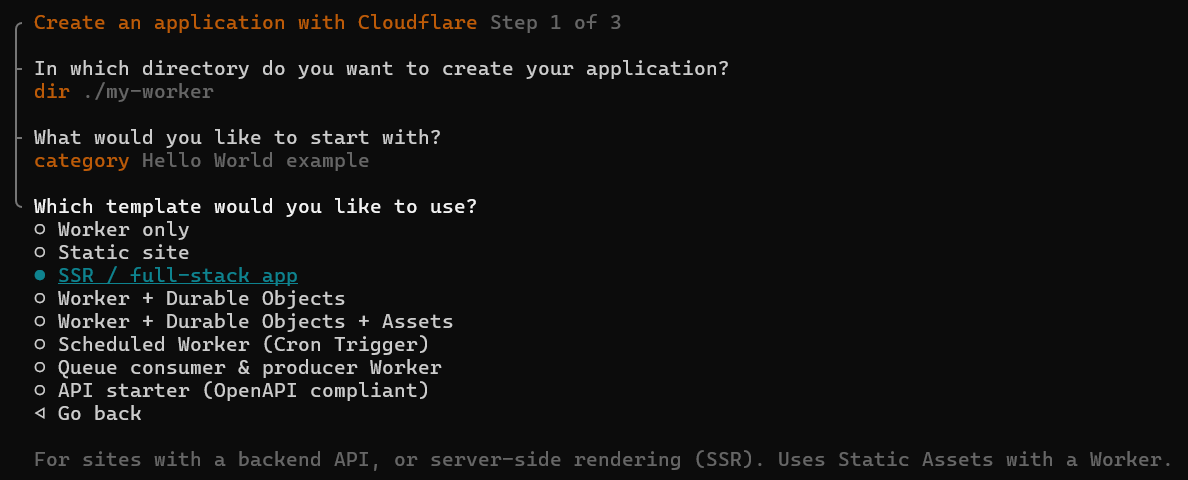 Create an application with Cloudflare Step 1 of 3
In which directory do you want to create your application?
dir ./my-worker
What would you like to start with?
category Hello World example
Which template would you like to use?
○ Worker only
○ Static site
● SSR / full-stack app
○ Worker + Durable Objects
○ Worker + Durable Objects + Assets
○ Scheduled Worker (Cron Trigger)
○ Queue consumer & producer Worker
○ API starter (OpenAPI compliant)
◁ Go back
For sites with a backend API, or server-side rendering (SSR). Uses Static Assets with a Worker.